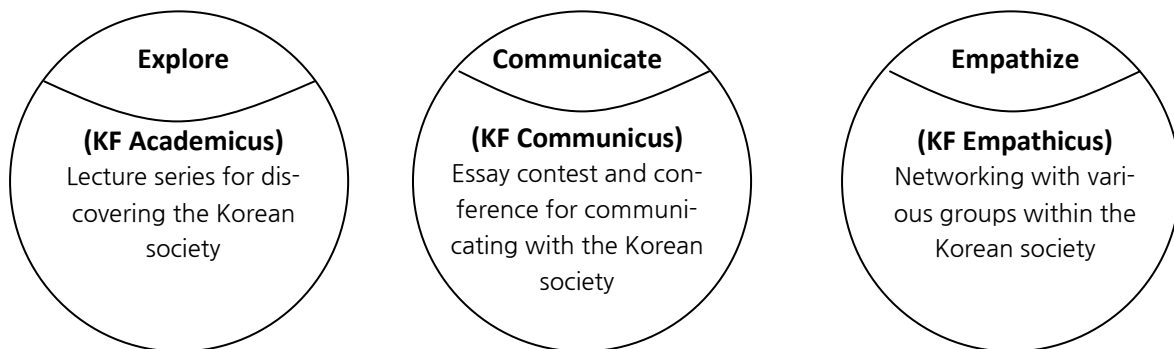 Explore
(KF Academicus)
Lecture series for dis-
covering the Korean
society
Communicate
(KF Communicus)
Essay contest and con-
ference for communi-
cating with the Korean
society
Empathize
(KF Empathicus)
Networking with vari-
ous groups within the
Korean society